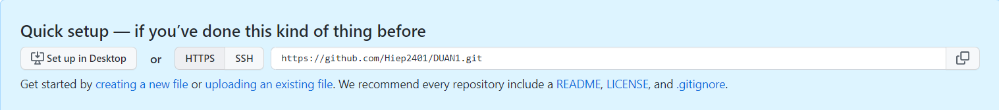 Quick setup — if you’ve done this kind of thing before
Set up in Desktop or HTTPS SSH https://github.com/Hiep2401/DUAN1.git
Get started by creating a new file or uploading an existing file. We recommend every repository include a README, LICENSE, and .gitignore.